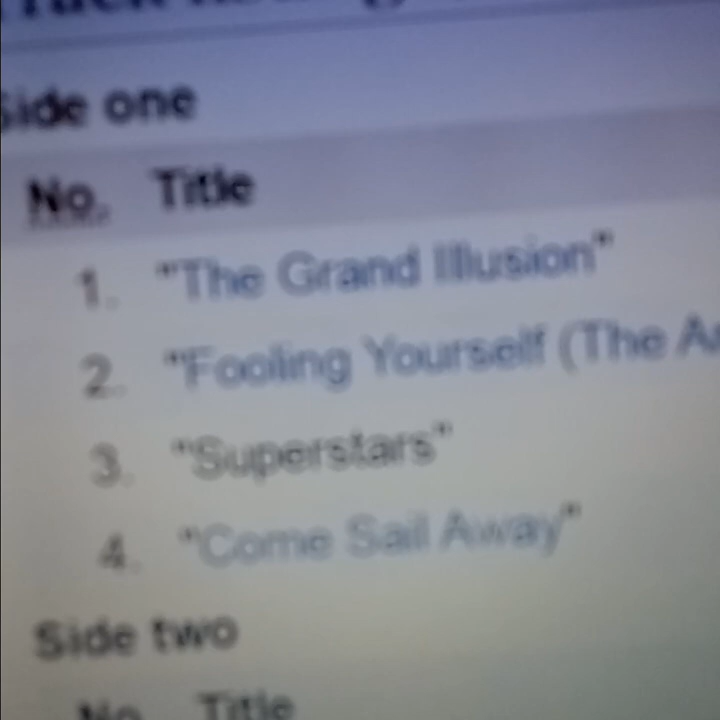 Side one
No. Title
1. "The Grand Illusion"
2. "Fooling Yourself (The
3. "Superstars"
4. "Come Sail Away"
Side two
No. Title